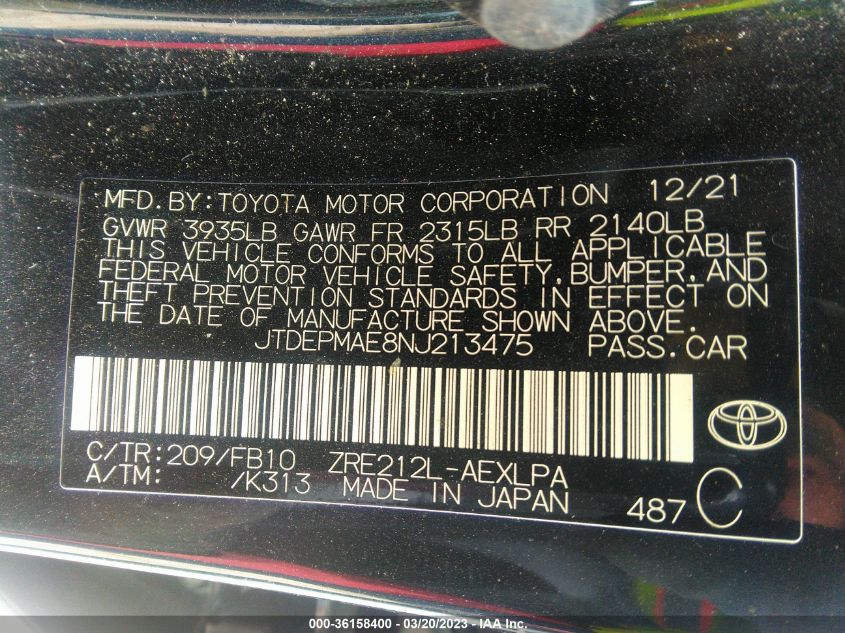 MFD.BY:TOYOTA MOTOR CORPORATION 12/21
GVWR 3935LB GAWR FR 2315LB RR 2140LB
THIS VEHICLE CONFORMS TO ALL APPLICABLE
FEDERAL MOTOR VEHICLE SAFETY,BUMPER,AND
THEFT PREVENTION STANDARDS IN EFFECT ON
THE DATE OF MANUFACTURE SHOWN ABOVE.
JTDEPMAE8NJ213475 PASS.CAR
C/TR:209/FB10 ZRE212L-AEXLPA
A/TM: /K313 MADE IN JAPAN 487 C
000-36158400 - 03/20/2023 - IAAI.COM